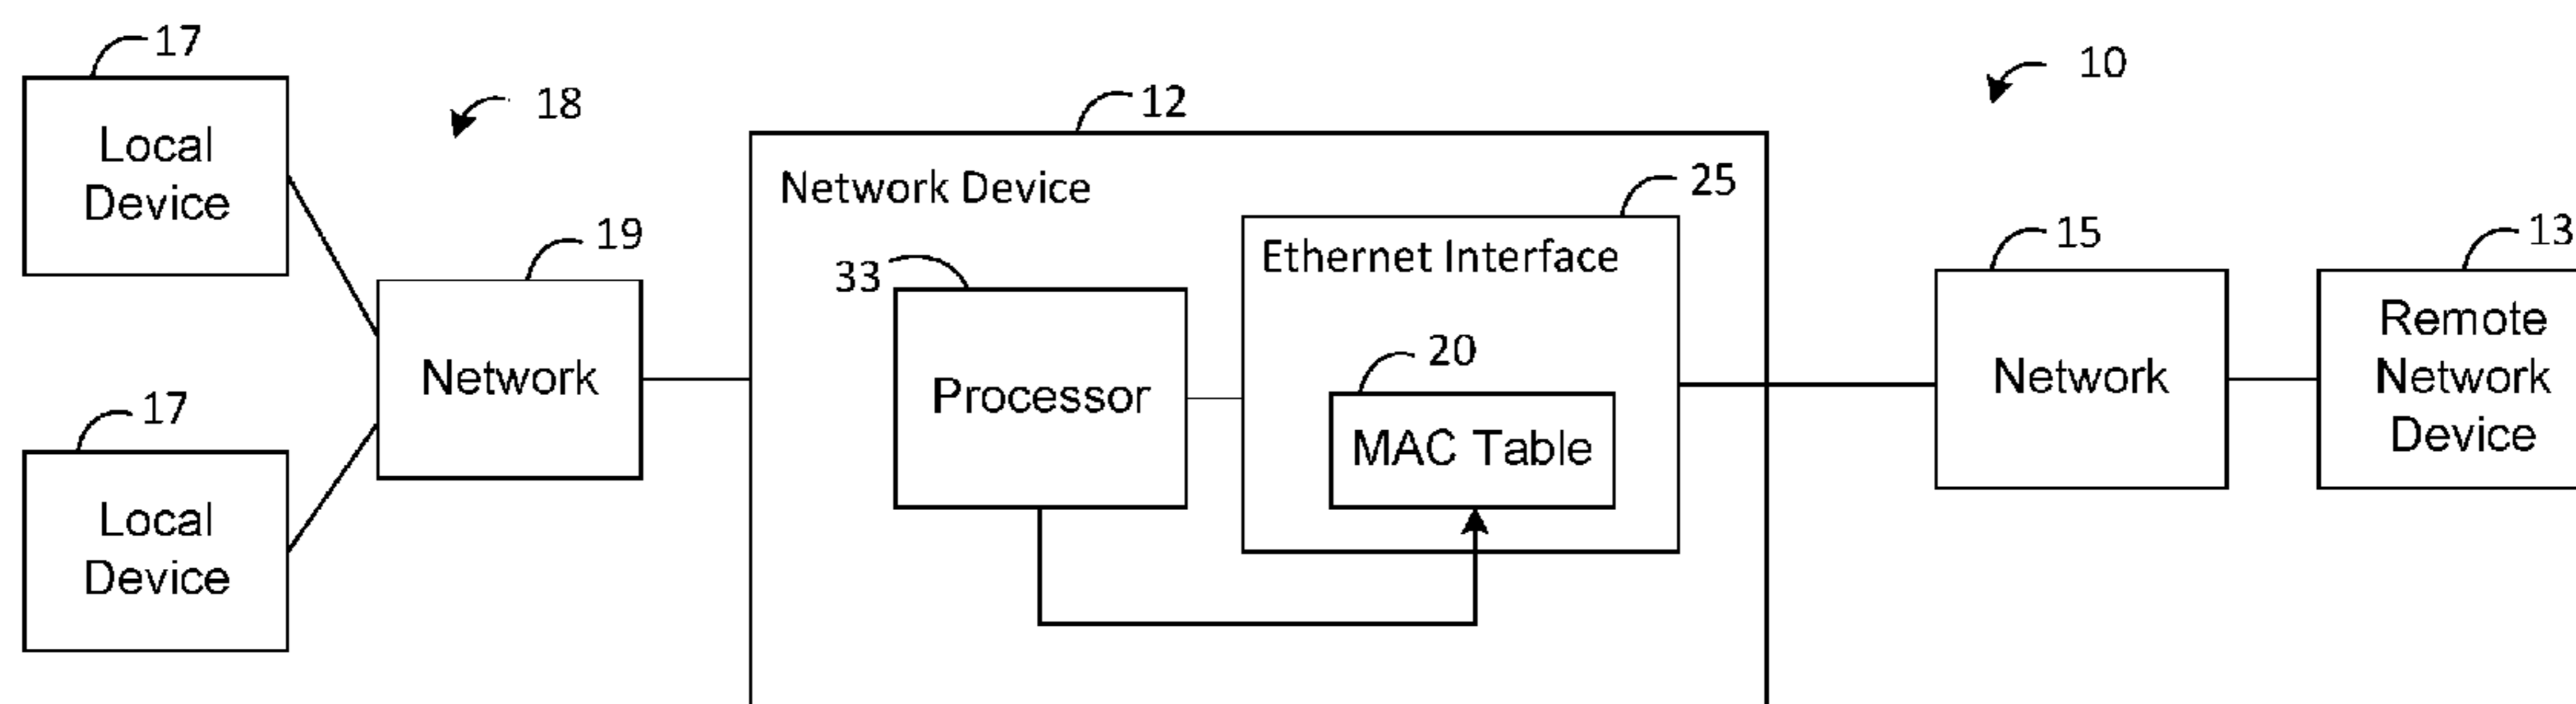 17
Local
Device
18
17
Local
Device
19
Network
12
Network Device
33
Processor
25
Ethernet Interface
20
MAC Table
10
15
Network
13
Remote
Network
Device